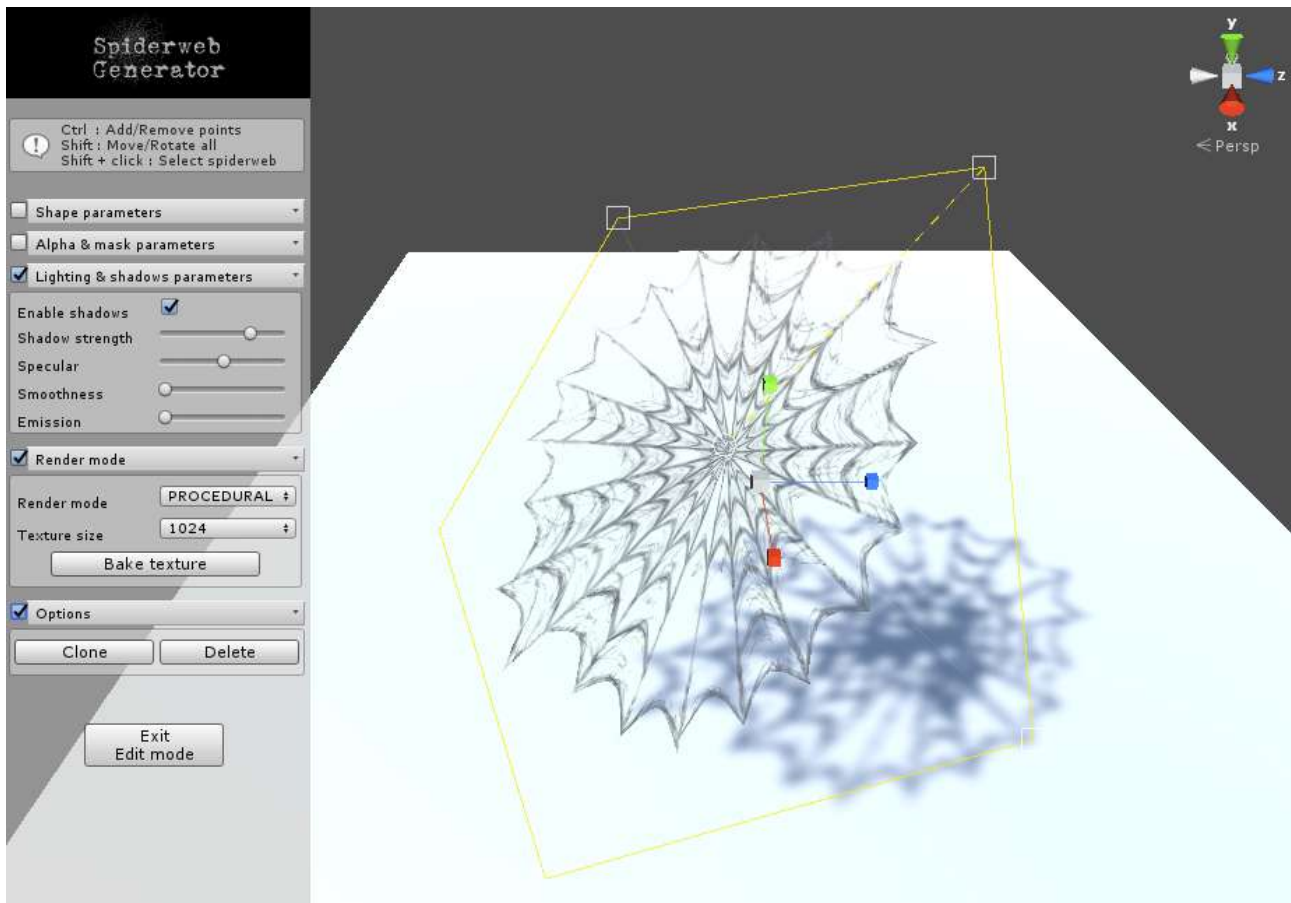 Spiderweb
Generator
Ctrl : Add/Remove points
Shift : Move/Rotate all
Shift + click : Select spiderweb
Shape parameters
Alpha & mask parameters
Lighting & shadows parameters
Enable shadows
Shadow strength
Specular
Smoothness
Emission
Render mode
Render mode PROCEDURAL
Texture size 1024
Bake texture
Options
Clone Delete
Exit
Edit mode
y
z
x
Persp